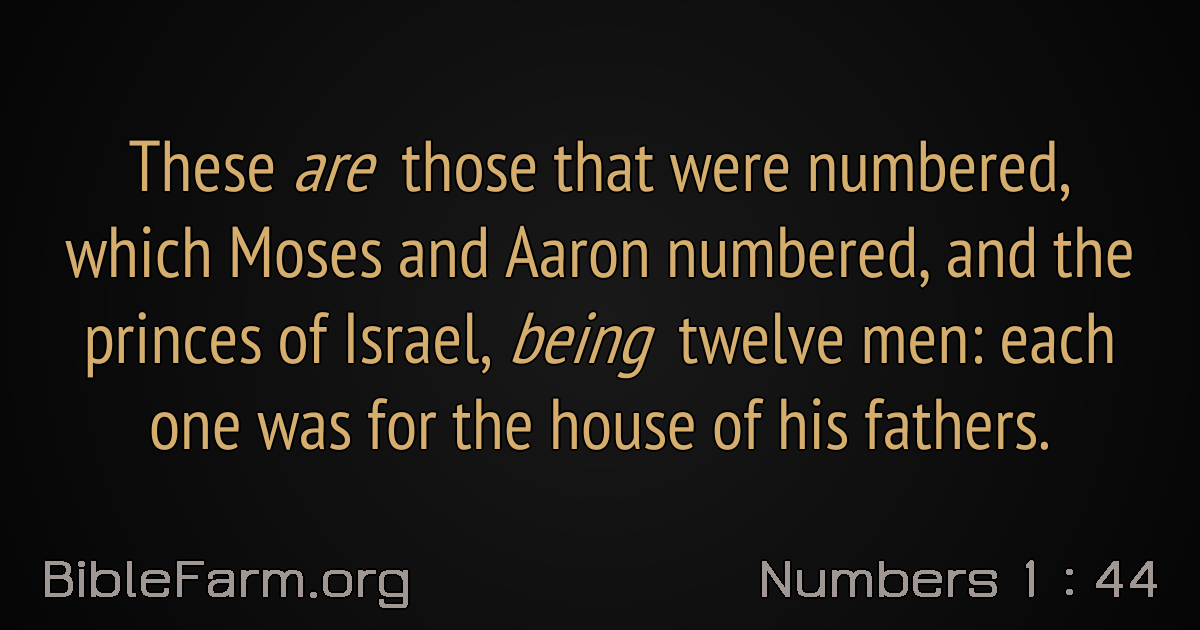 These are those that were numbered,
which Moses and Aaron numbered, and the
princes of Israel, being twelve men: each
one was for the house of his fathers.
BibleFarm.org
Numbers 1 : 44